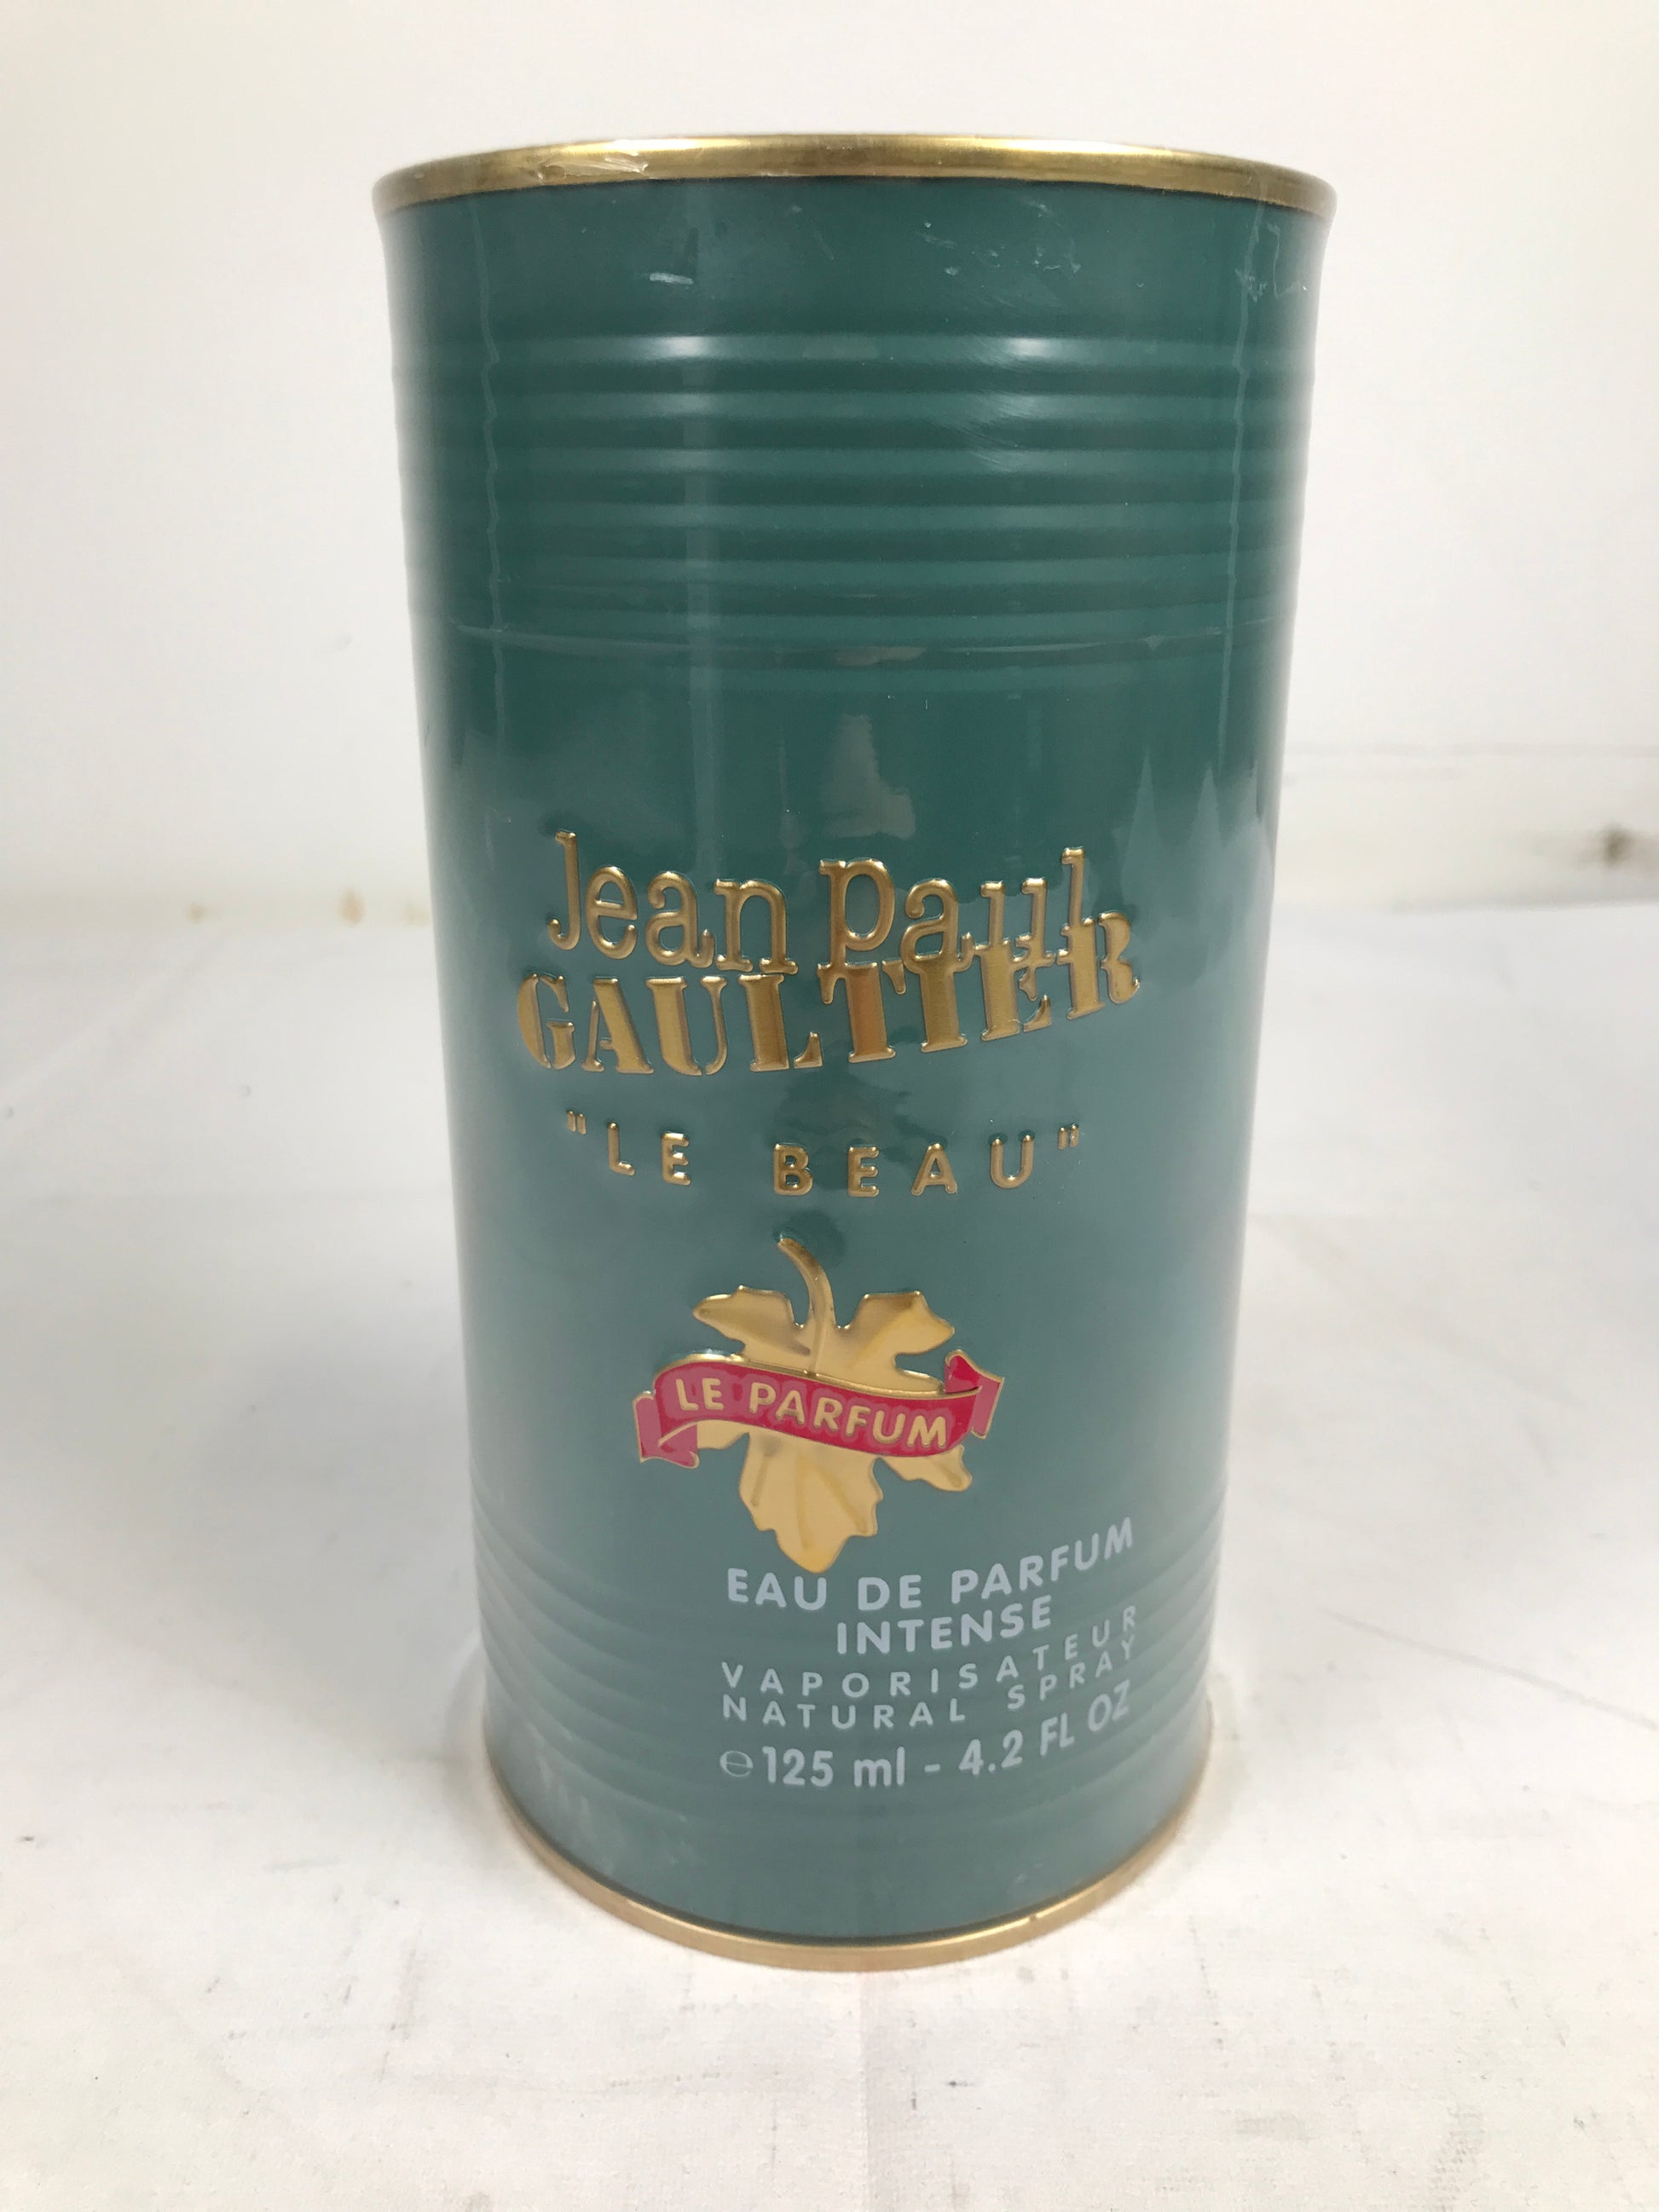 Jean Paul
GAULTIER
"LE BEAU"
LE PARFUM
EAU DE PARFUM
INTENSE
VAPORISATEUR
NATURAL SPRAY
℮125 ml - 4.2 FL OZ